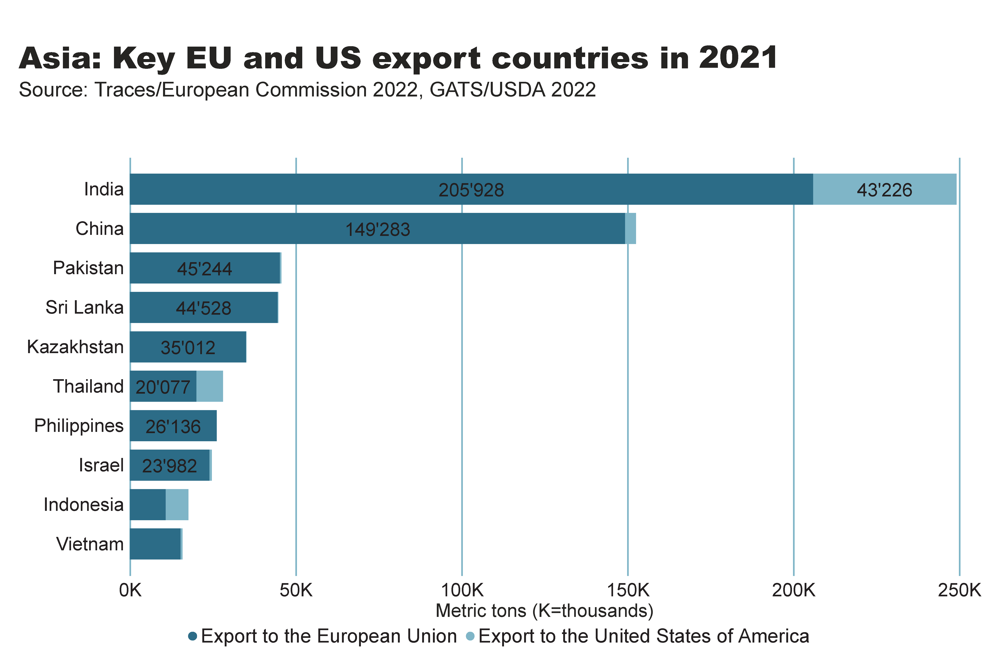 Asia: Key EU and US export countries in 2021
Source: Traces/European Commission 2022, GATS/USDA 2022
India 205'928 43'226
China 149'283
Pakistan 45'244
Sri Lanka 44'528
Kazakhstan 35'012
Thailand 20'077
Philippines 26'136
Israel 23'982
Indonesia
Vietnam
0K 50K 100K 150K 200K 250K
Metric tons (K=thousands)
Export to the European Union Export to the United States of America